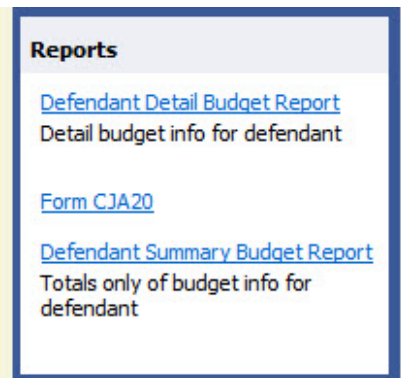 Reports
Defendant Detail Budget Report
Detail budget info for defendant
Form CJA20
Defendant Summary Budget Report
Totals only of budget info for
defendant